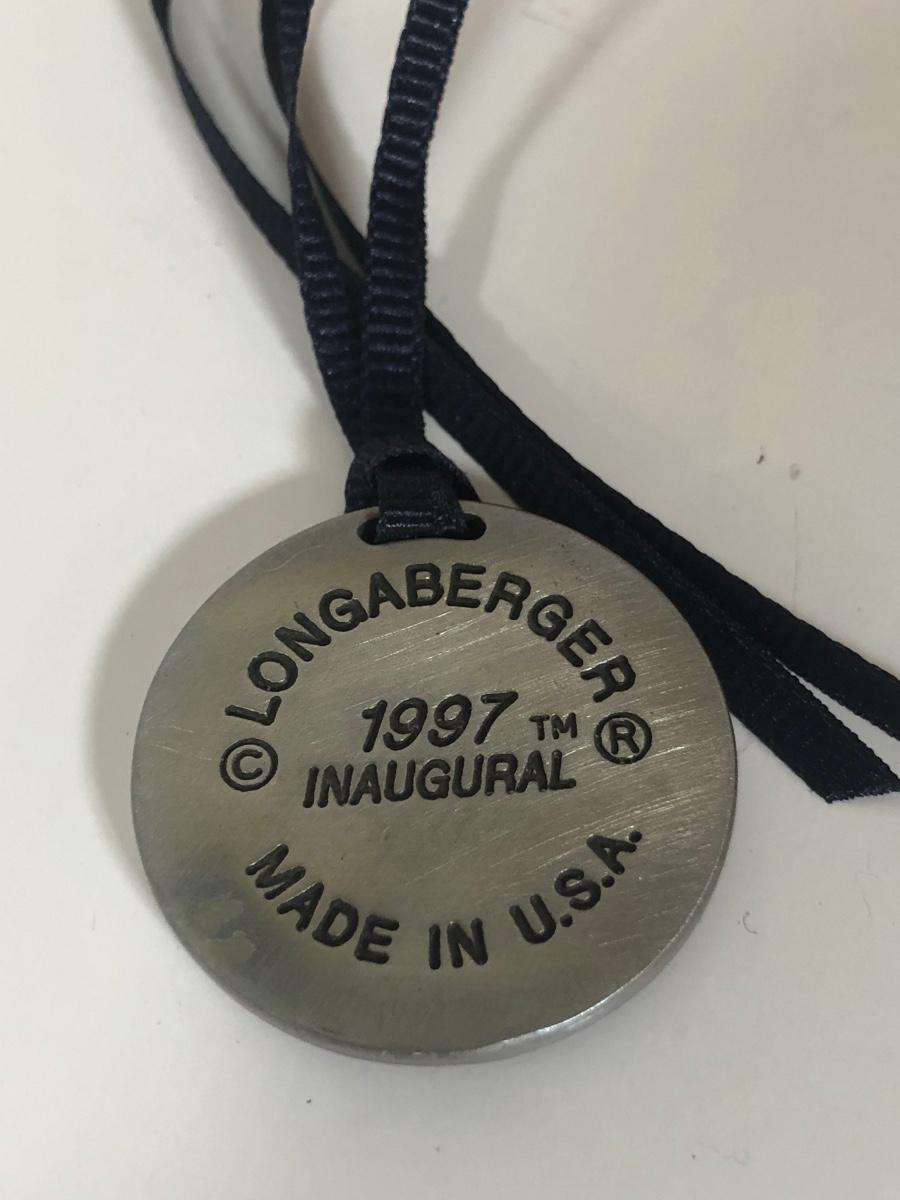 LONGABERGER
© 1997 ™ ®
INAUGURAL
MADE IN U.S.A.